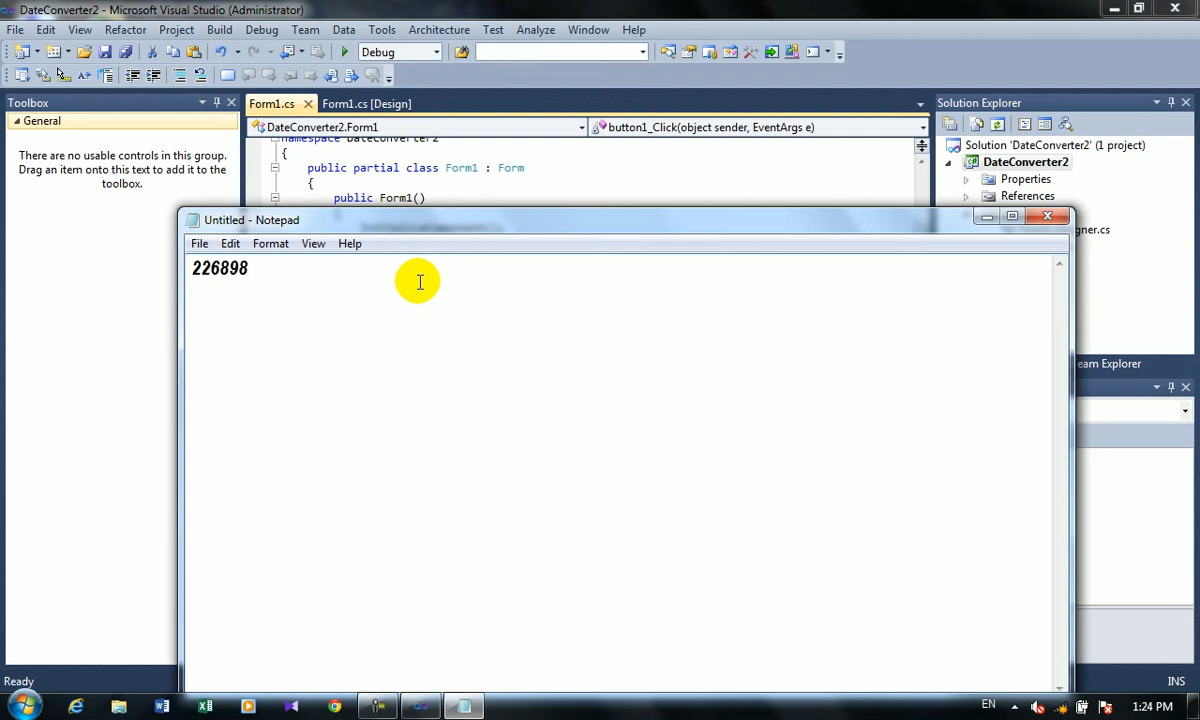 DateConverter2 - Microsoft Visual Studio (Administrator)
File Edit View Refactor Project Build Debug Team Data Tools Architecture Test Analyze Window Help
Debug
Toolbox
General
There are no usable controls in this group.
Drag an item onto this text to add it to the
toolbox.
Form1.cs
Form1.cs [Design]
DateConverter2.Form1
button1_Click(object sender, EventArgs e)
namespace DateConverter2
{
public partial class Form1 : Form
{
public Form1()
Solution Explorer
Solution 'DateConverter2' (1 project)
DateConverter2
Properties
References
Untitled - Notepad
File Edit Format View Help
226898
Ready
INS
EN
1:24 PM